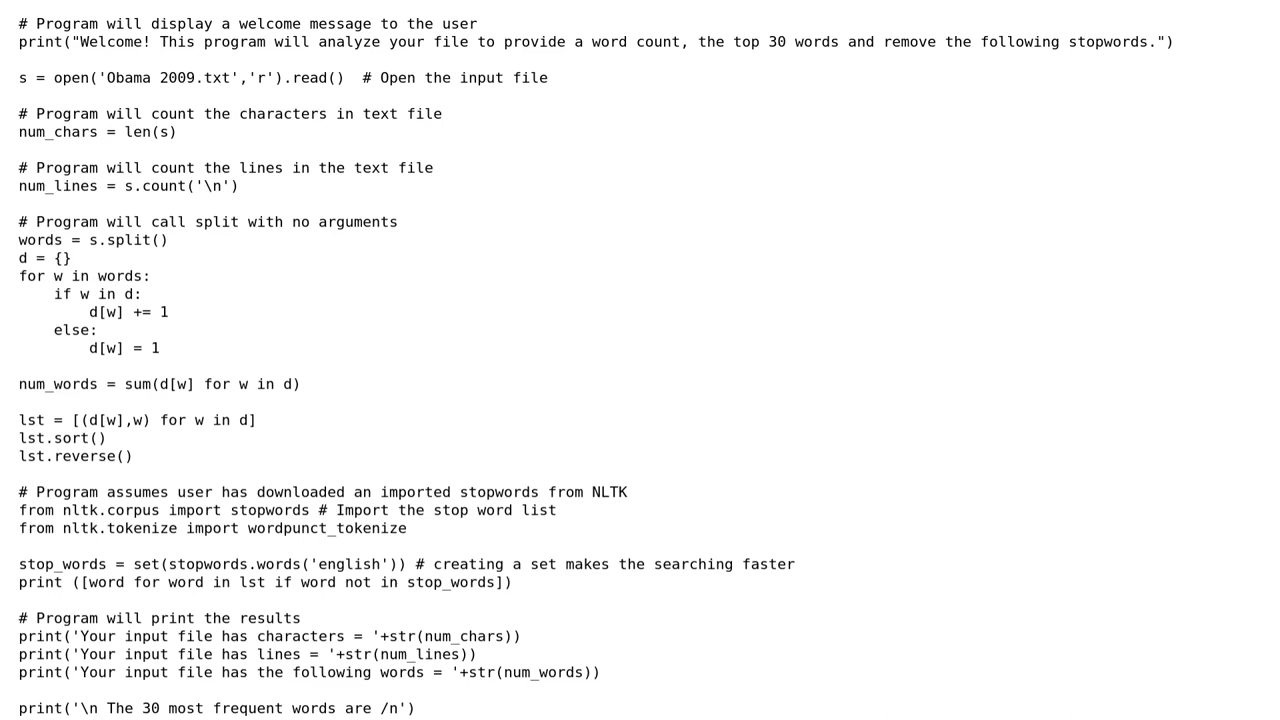 # Program will display a welcome message to the user
print("Welcome! This program will analyze your file to provide a word count, the top 30 words and remove the following stopwords.")
s = open('Obama 2009.txt','r').read()  # Open the input file
# Program will count the characters in text file
num_chars = len(s)
# Program will count the lines in the text file
num_lines = s.count('\n')
# Program will call split with no arguments
words = s.split()
d = {}
for w in words:
    if w in d:
        d[w] += 1
    else:
        d[w] = 1
num_words = sum(d[w] for w in d)
lst = [(d[w],w) for w in d]
lst.sort()
lst.reverse()
# Program assumes user has downloaded an imported stopwords from NLTK
from nltk.corpus import stopwords # Import the stop word list
from nltk.tokenize import wordpunct_tokenize
stop_words = set(stopwords.words('english')) # creating a set makes the searching faster
print ([word for word in lst if word not in stop_words])
# Program will print the results
print('Your input file has characters = '+str(num_chars))
print('Your input file has lines = '+str(num_lines))
print('Your input file has the following words = '+str(num_words))
print('\n The 30 most frequent words are /n')